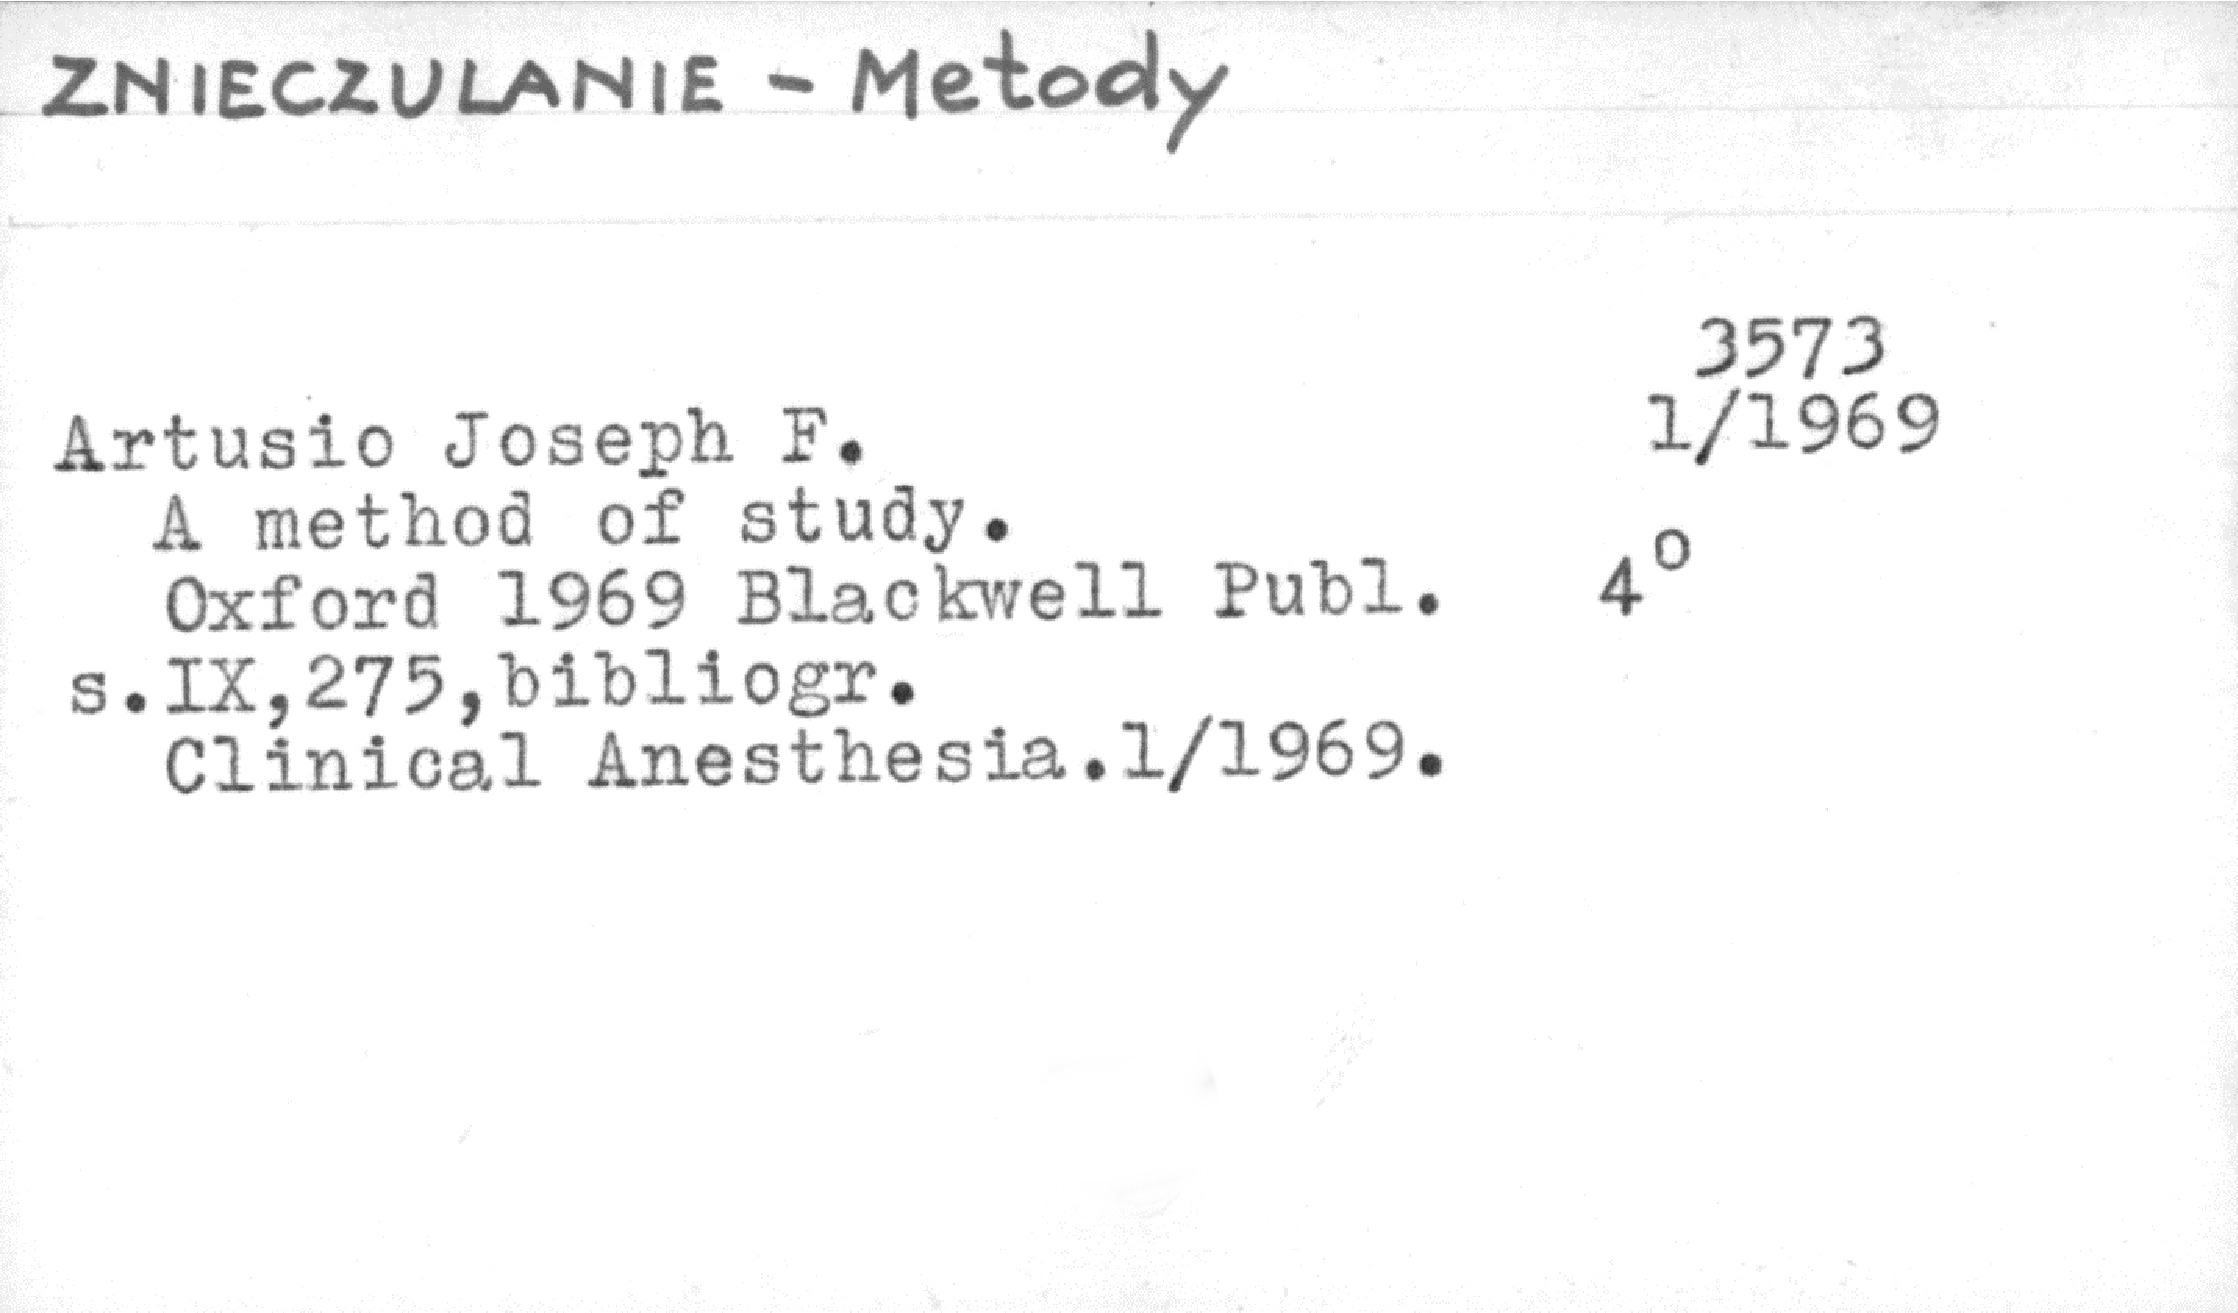 ZNIECZULANIE - Metody
3573
1/1969
Artusio Joseph F.
A method of study.
Oxford 1969 Blackwell Publ. 4°
s.IX,275,bibliogr.
Clinical Anesthesia.1/1969.